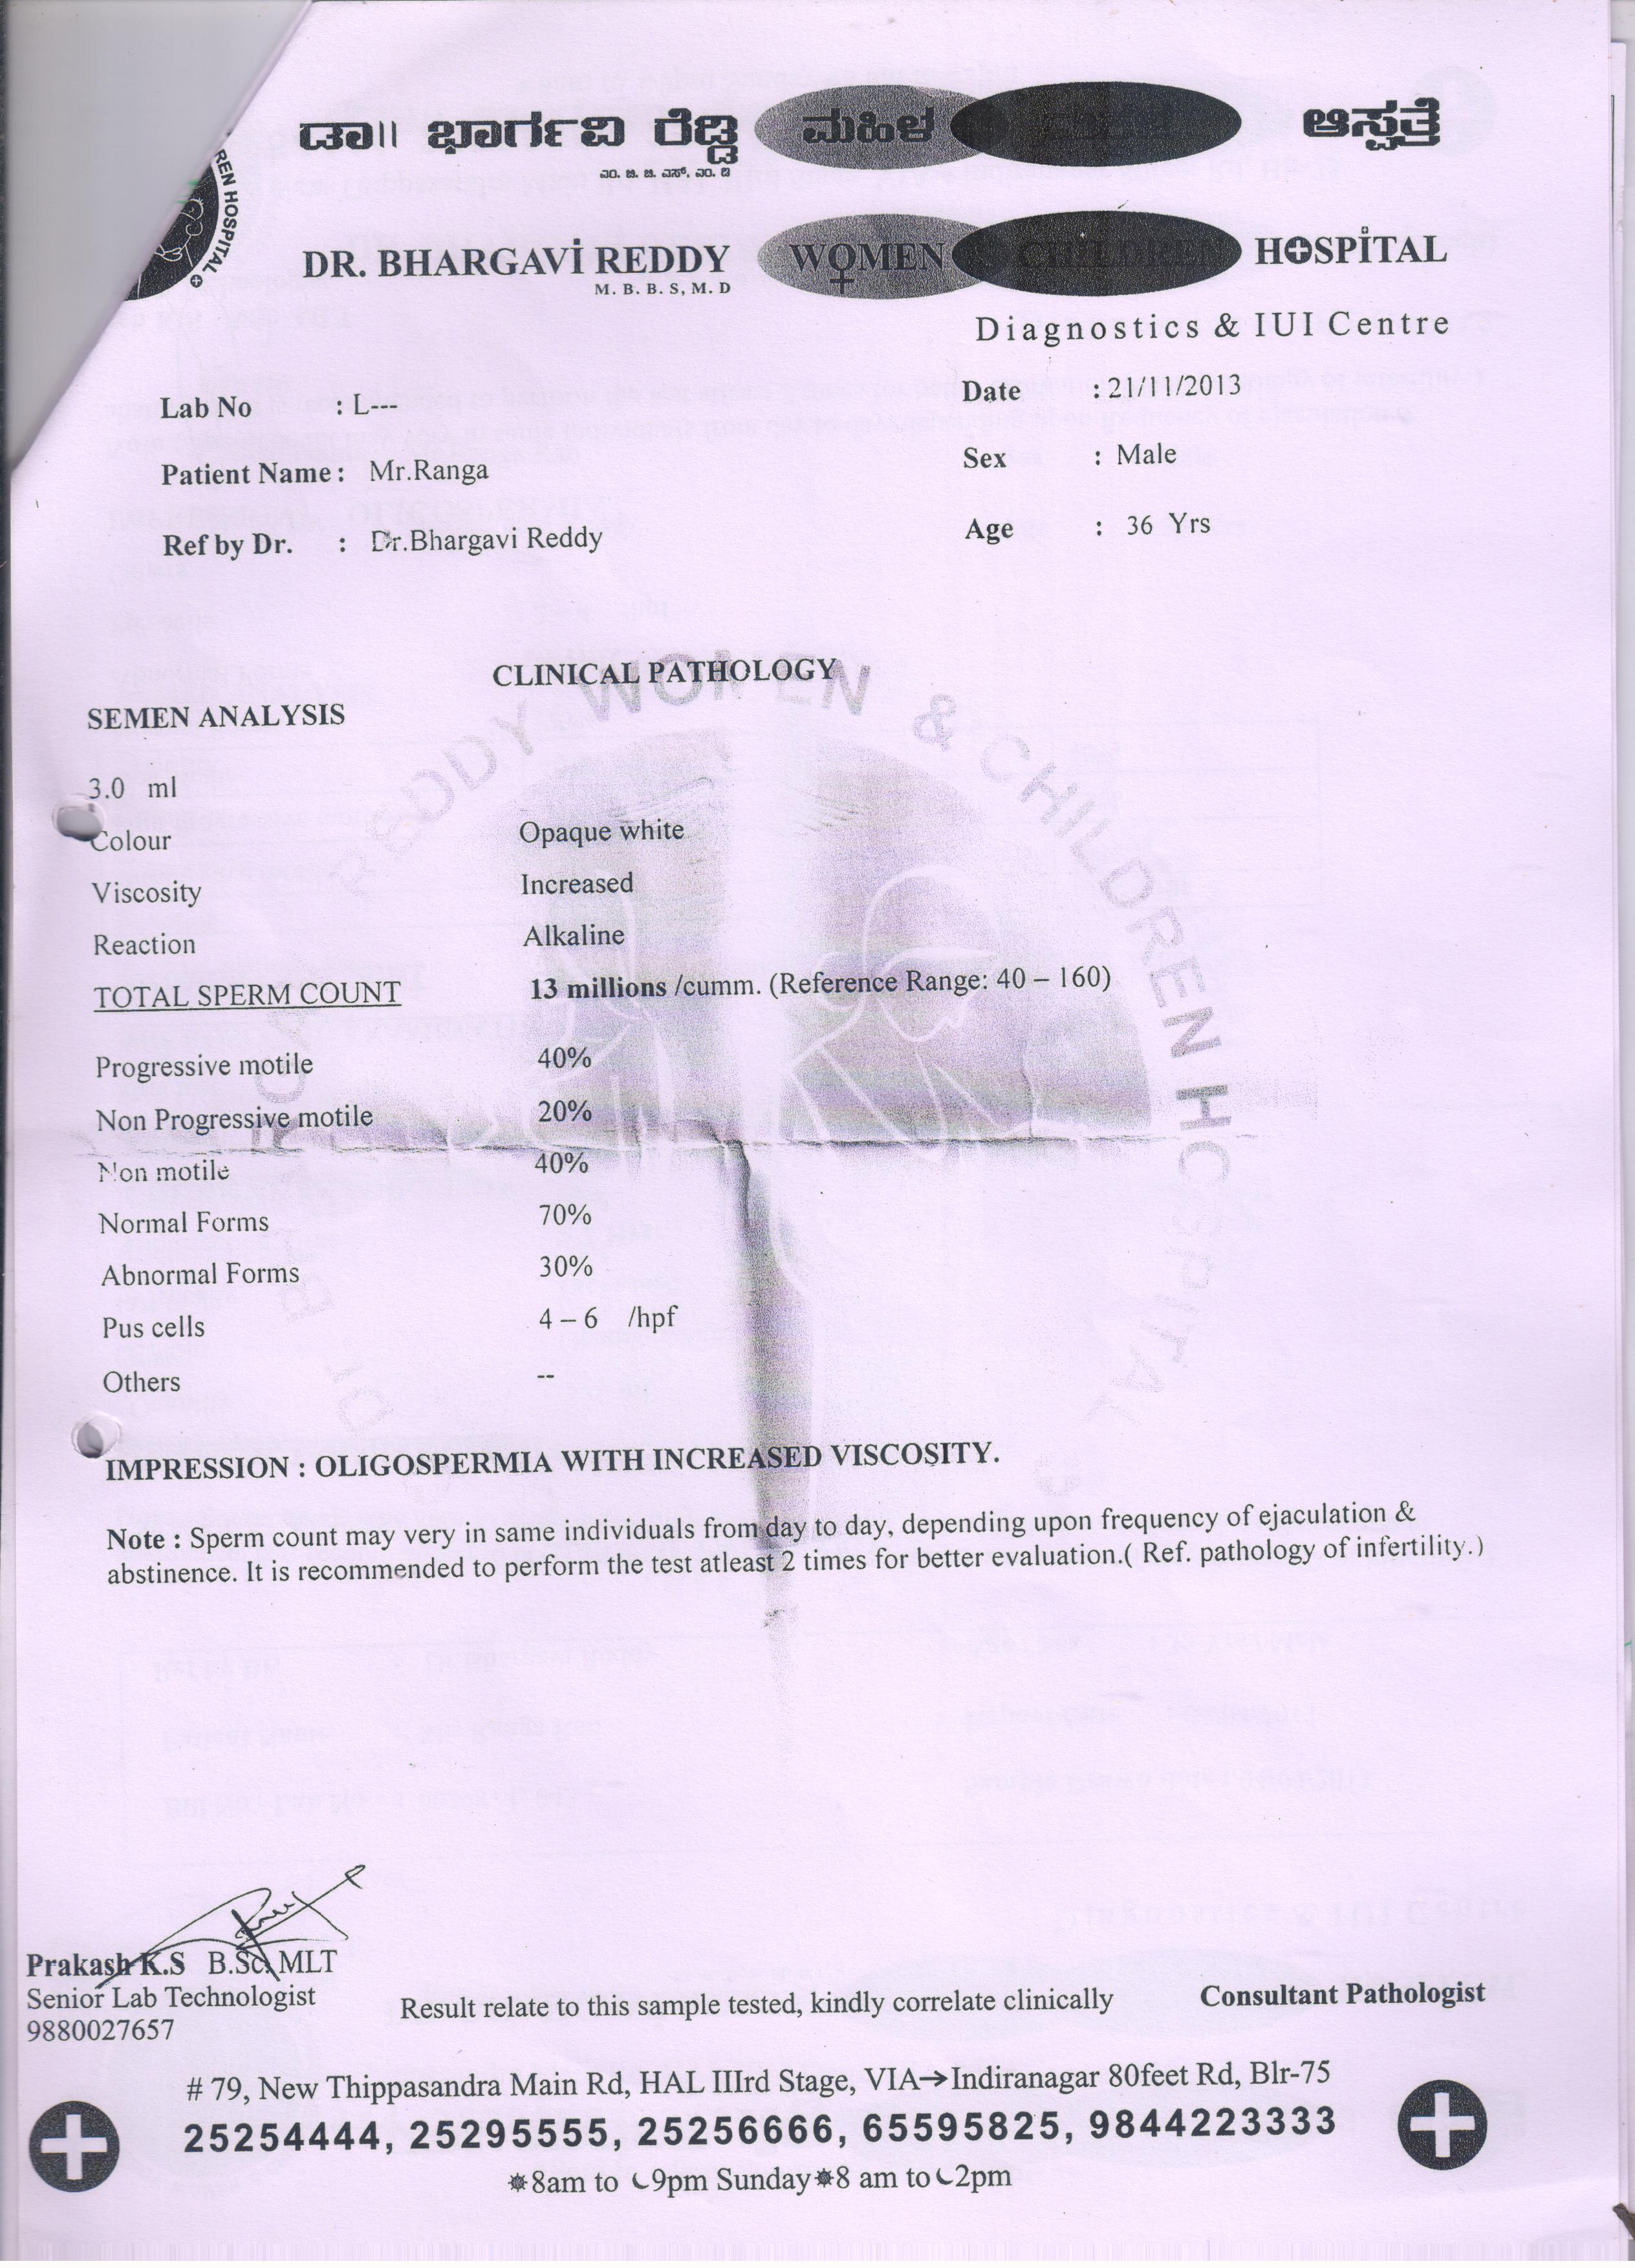 ಡಾ॥ ಭಾರ್ಗವಿ ರೆಡ್ಡಿ ಮಹಿಳ ಆಸ್ಪತ್ರೆ
ಎಂ. ಬಿ. ಬಿ. ಎಸ್, ಎಂ. ಡಿ
REN HOSPITAL
DR. BHARGAVI REDDY WOMEN CHILDREN HOSPITAL
M. B. B. S, M. D
Diagnostics & IUI Centre
Lab No : L--- Date : 21/11/2013
Patient Name : Mr.Ranga Sex : Male
Ref by Dr. : Dr.Bhargavi Reddy Age : 36 Yrs
CLINICAL PATHOLOGY
SEMEN ANALYSIS
3.0 ml
Colour Opaque white
Viscosity Increased
Reaction Alkaline
TOTAL SPERM COUNT 13 millions /cumm. (Reference Range: 40 – 160)
Progressive motile 40%
Non Progressive motile 20%
Non motile 40%
Normal Forms 70%
Abnormal Forms 30%
Pus cells 4 – 6 /hpf
Others --
REDDY WOMEN & CHILDREN HOSPITAL
IMPRESSION : OLIGOSPERMIA WITH INCREASED VISCOSITY.
Note : Sperm count may very in same individuals from day to day, depending upon frequency of ejaculation &
abstinence. It is recommended to perform the test atleast 2 times for better evaluation.( Ref. pathology of infertility.)
Prakash K.S B.Sc. MLT
Senior Lab Technologist
9880027657
Result relate to this sample tested, kindly correlate clinically Consultant Pathologist
# 79, New Thippasandra Main Rd, HAL IIIrd Stage, VIA→Indiranagar 80feet Rd, Blr-75
25254444, 25295555, 25256666, 65595825, 9844223333
8am to 9pm Sunday 8 am to 2pm